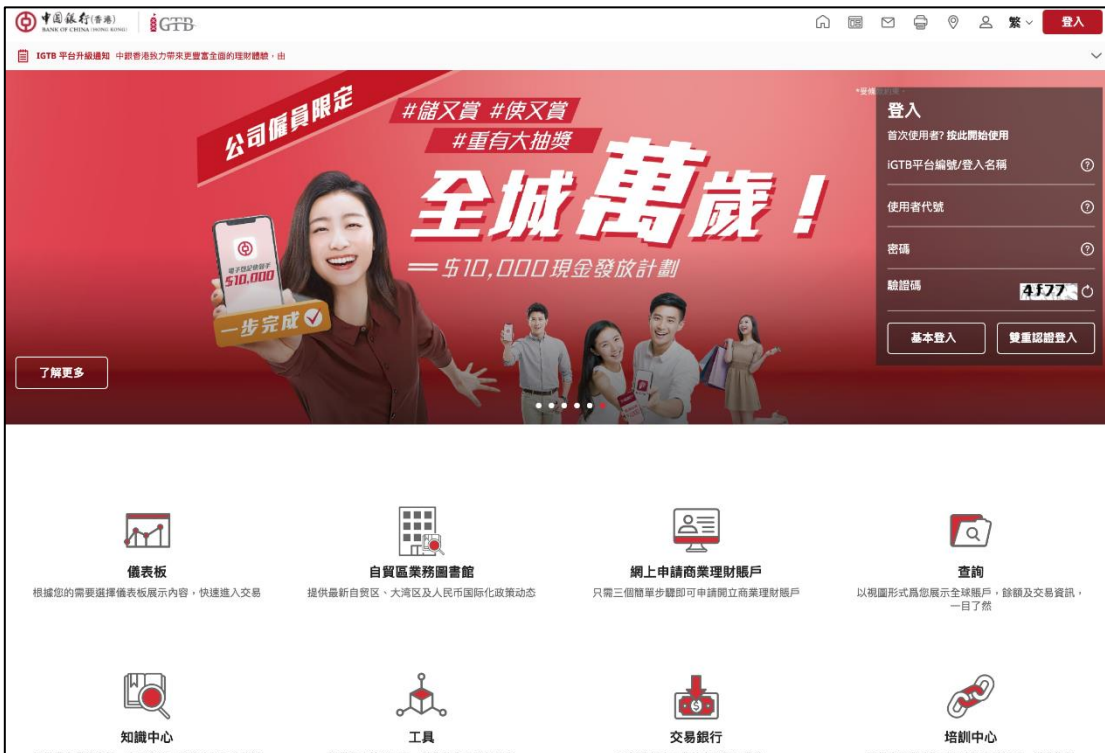 中國銀行(香港)
BANK OF CHINA (HONG KONG)
iGTB
繁
登入
IGTB 平台升級通知 中銀香港致力帶來更豐富全面的理財體驗，由
公司僱員限定
#儲又賞 #使又賞
#重有大抽獎
全城萬歲！
$10,000現金發放計劃
$10,000
一步完成
了解更多
登入
首次使用者? 按此開始使用
iGTB平台編號/登入名稱
使用者代號
密碼
驗證碼
4f77
基本登入
雙重認證登入
儀表板
根據您的需要選擇儀表板展示內容，快速進入交易
自貿區業務圖書館
提供最新自贸区、大湾区及人民币国际化政策动态
網上申請商業理財賬戶
只需三個簡單步驟即可申請開立商業理財賬戶
查詢
以視圖形式爲您展示全球賬戶，餘額及交易資訊，
一目了然
知識中心
工具
交易銀行
培訓中心